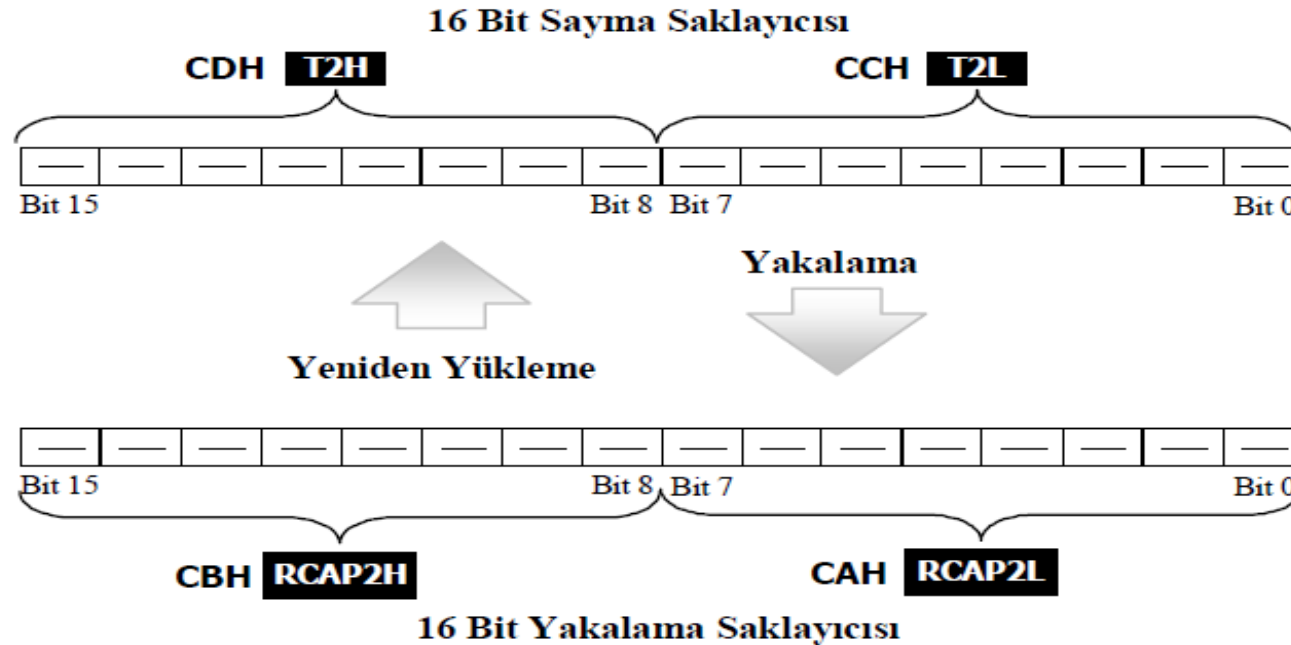 16 Bit Sayma Saklayıcısı
CDH T2H CCH T2L
Bit 15 Bit 8 Bit 7 Bit 0
Yakalama
Yeniden Yükleme
Bit 15 Bit 8 Bit 7 Bit 0
CBH RCAP2H CAH RCAP2L
16 Bit Yakalama Saklayıcısı